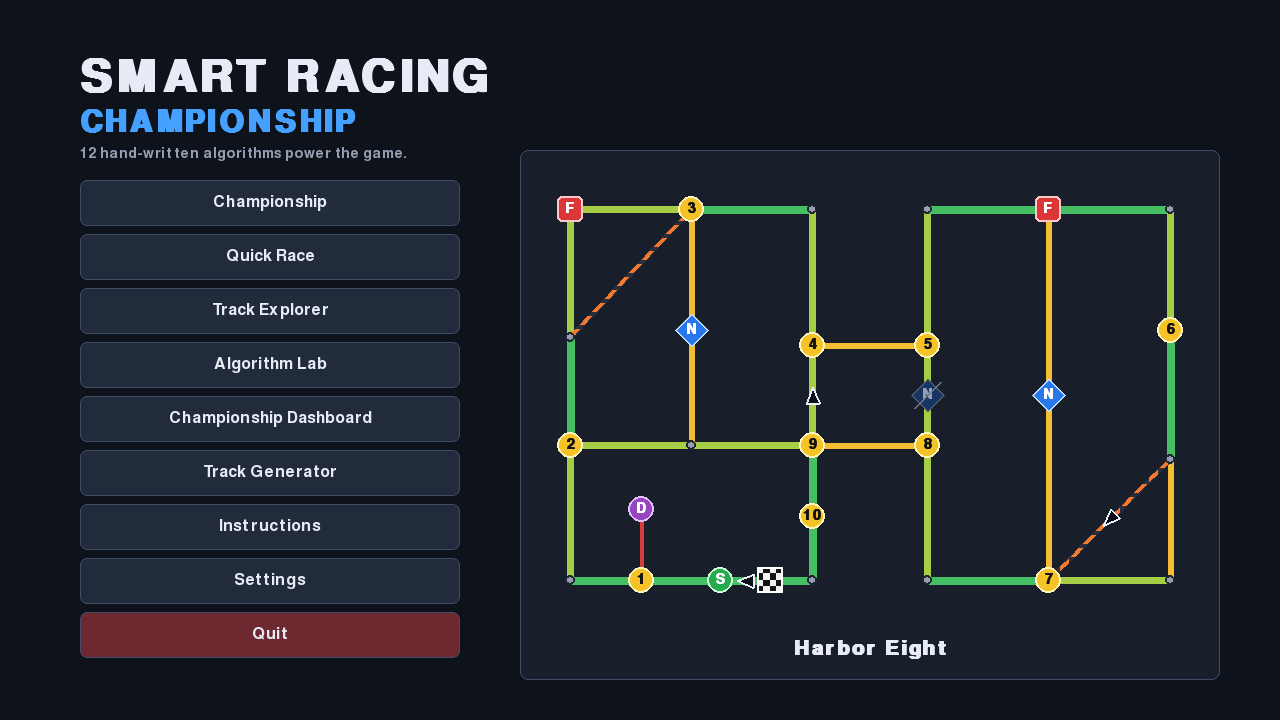 SMART RACING
CHAMPIONSHIP
12 hand-written algorithms power the game.
Championship
Quick Race
Track Explorer
Algorithm Lab
Championship Dashboard
Track Generator
Instructions
Settings
Quit
F 3 F
N 6
4 5
N N
2 9 8
D 10
1 S 7
Harbor Eight